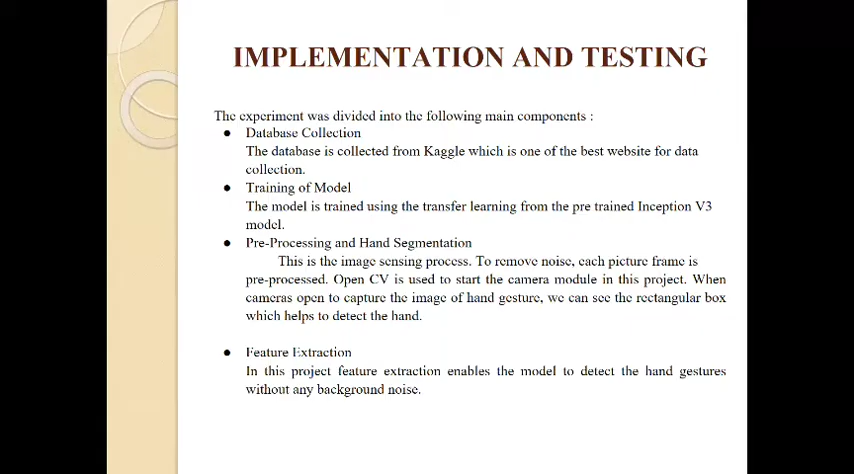 IMPLEMENTATION AND TESTING
The experiment was divided into the following main components :
● Database Collection
The database is collected from Kaggle which is one of the best website for data
collection.
● Training of Model
The model is trained using the transfer learning from the pre trained Inception V3
model.
● Pre-Processing and Hand Segmentation
This is the image sensing process. To remove noise, each picture frame is
pre-processed. Open CV is used to start the camera module in this project. When
cameras open to capture the image of hand gesture, we can see the rectangular box
which helps to detect the hand.
● Feature Extraction
In this project feature extraction enables the model to detect the hand gestures
without any background noise.